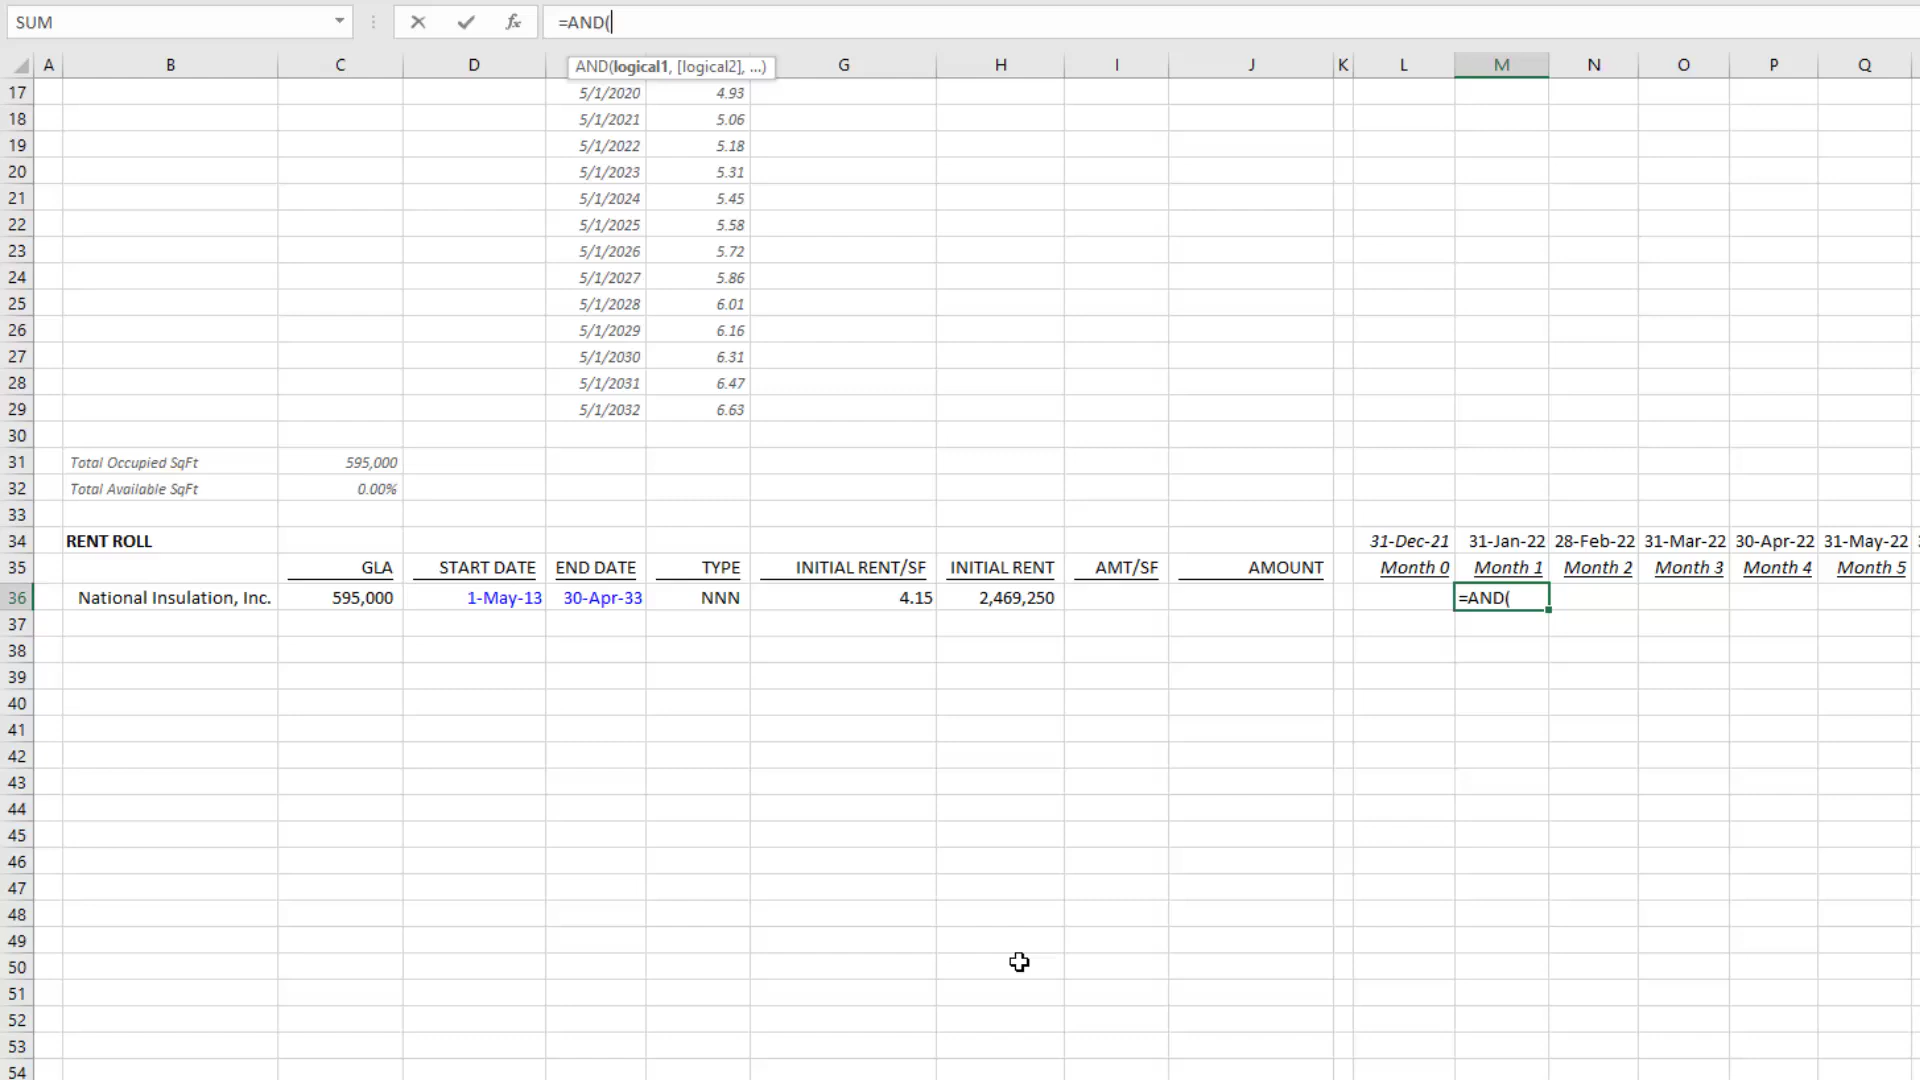 SUM =AND(
A B C D G H I J K L M N O P Q
AND(logical1, [logical2], ...)
17 5/1/2020 4.93
18 5/1/2021 5.06
19 5/1/2022 5.18
20 5/1/2023 5.31
21 5/1/2024 5.45
22 5/1/2025 5.58
23 5/1/2026 5.72
24 5/1/2027 5.86
25 5/1/2028 6.01
26 5/1/2029 6.16
27 5/1/2030 6.31
28 5/1/2031 6.47
29 5/1/2032 6.63
30
31 Total Occupied SqFt 595,000
32 Total Available SqFt 0.00%
33
34 RENT ROLL 31-Dec-21 31-Jan-22 28-Feb-22 31-Mar-22 30-Apr-22 31-May-22
35 GLA START DATE END DATE TYPE INITIAL RENT/SF INITIAL RENT AMT/SF AMOUNT Month 0 Month 1 Month 2 Month 3 Month 4 Month 5
36 National Insulation, Inc. 595,000 1-May-13 30-Apr-33 NNN 4.15 2,469,250 =AND(
37
38
39
40
41
42
43
44
45
46
47
48
49
50
51
52
53
54